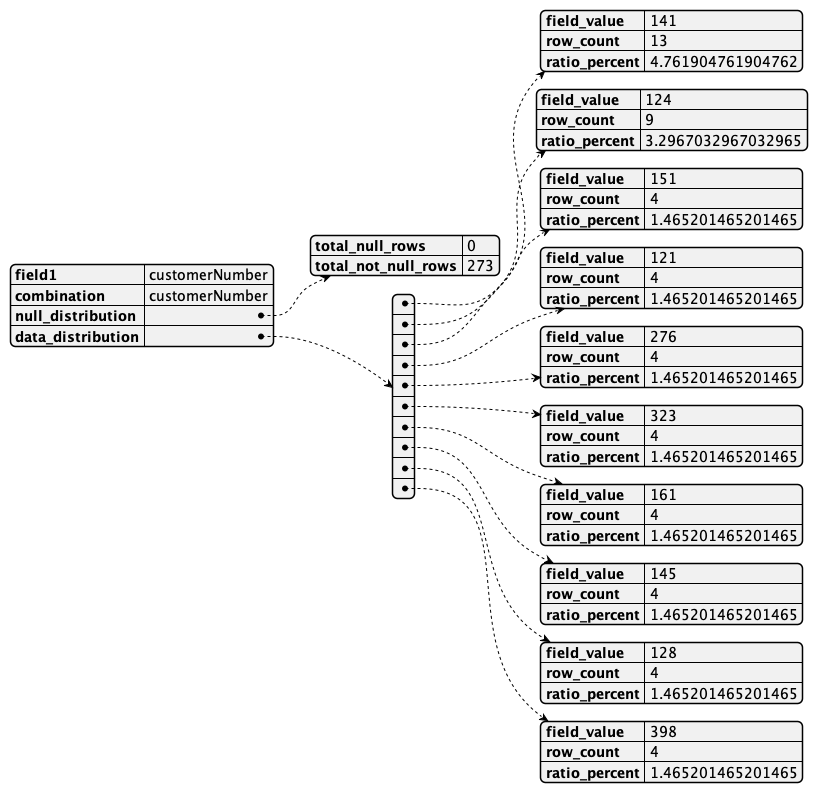 field1 customerNumber
combination customerNumber
null_distribution
data_distribution
total_null_rows 0
total_not_null_rows 273
field_value 141
row_count 13
ratio_percent 4.761904761904762
field_value 124
row_count 9
ratio_percent 3.2967032967032965
field_value 151
row_count 4
ratio_percent 1.465201465201465
field_value 121
row_count 4
ratio_percent 1.465201465201465
field_value 276
row_count 4
ratio_percent 1.465201465201465
field_value 323
row_count 4
ratio_percent 1.465201465201465
field_value 161
row_count 4
ratio_percent 1.465201465201465
field_value 145
row_count 4
ratio_percent 1.465201465201465
field_value 128
row_count 4
ratio_percent 1.465201465201465
field_value 398
row_count 4
ratio_percent 1.465201465201465